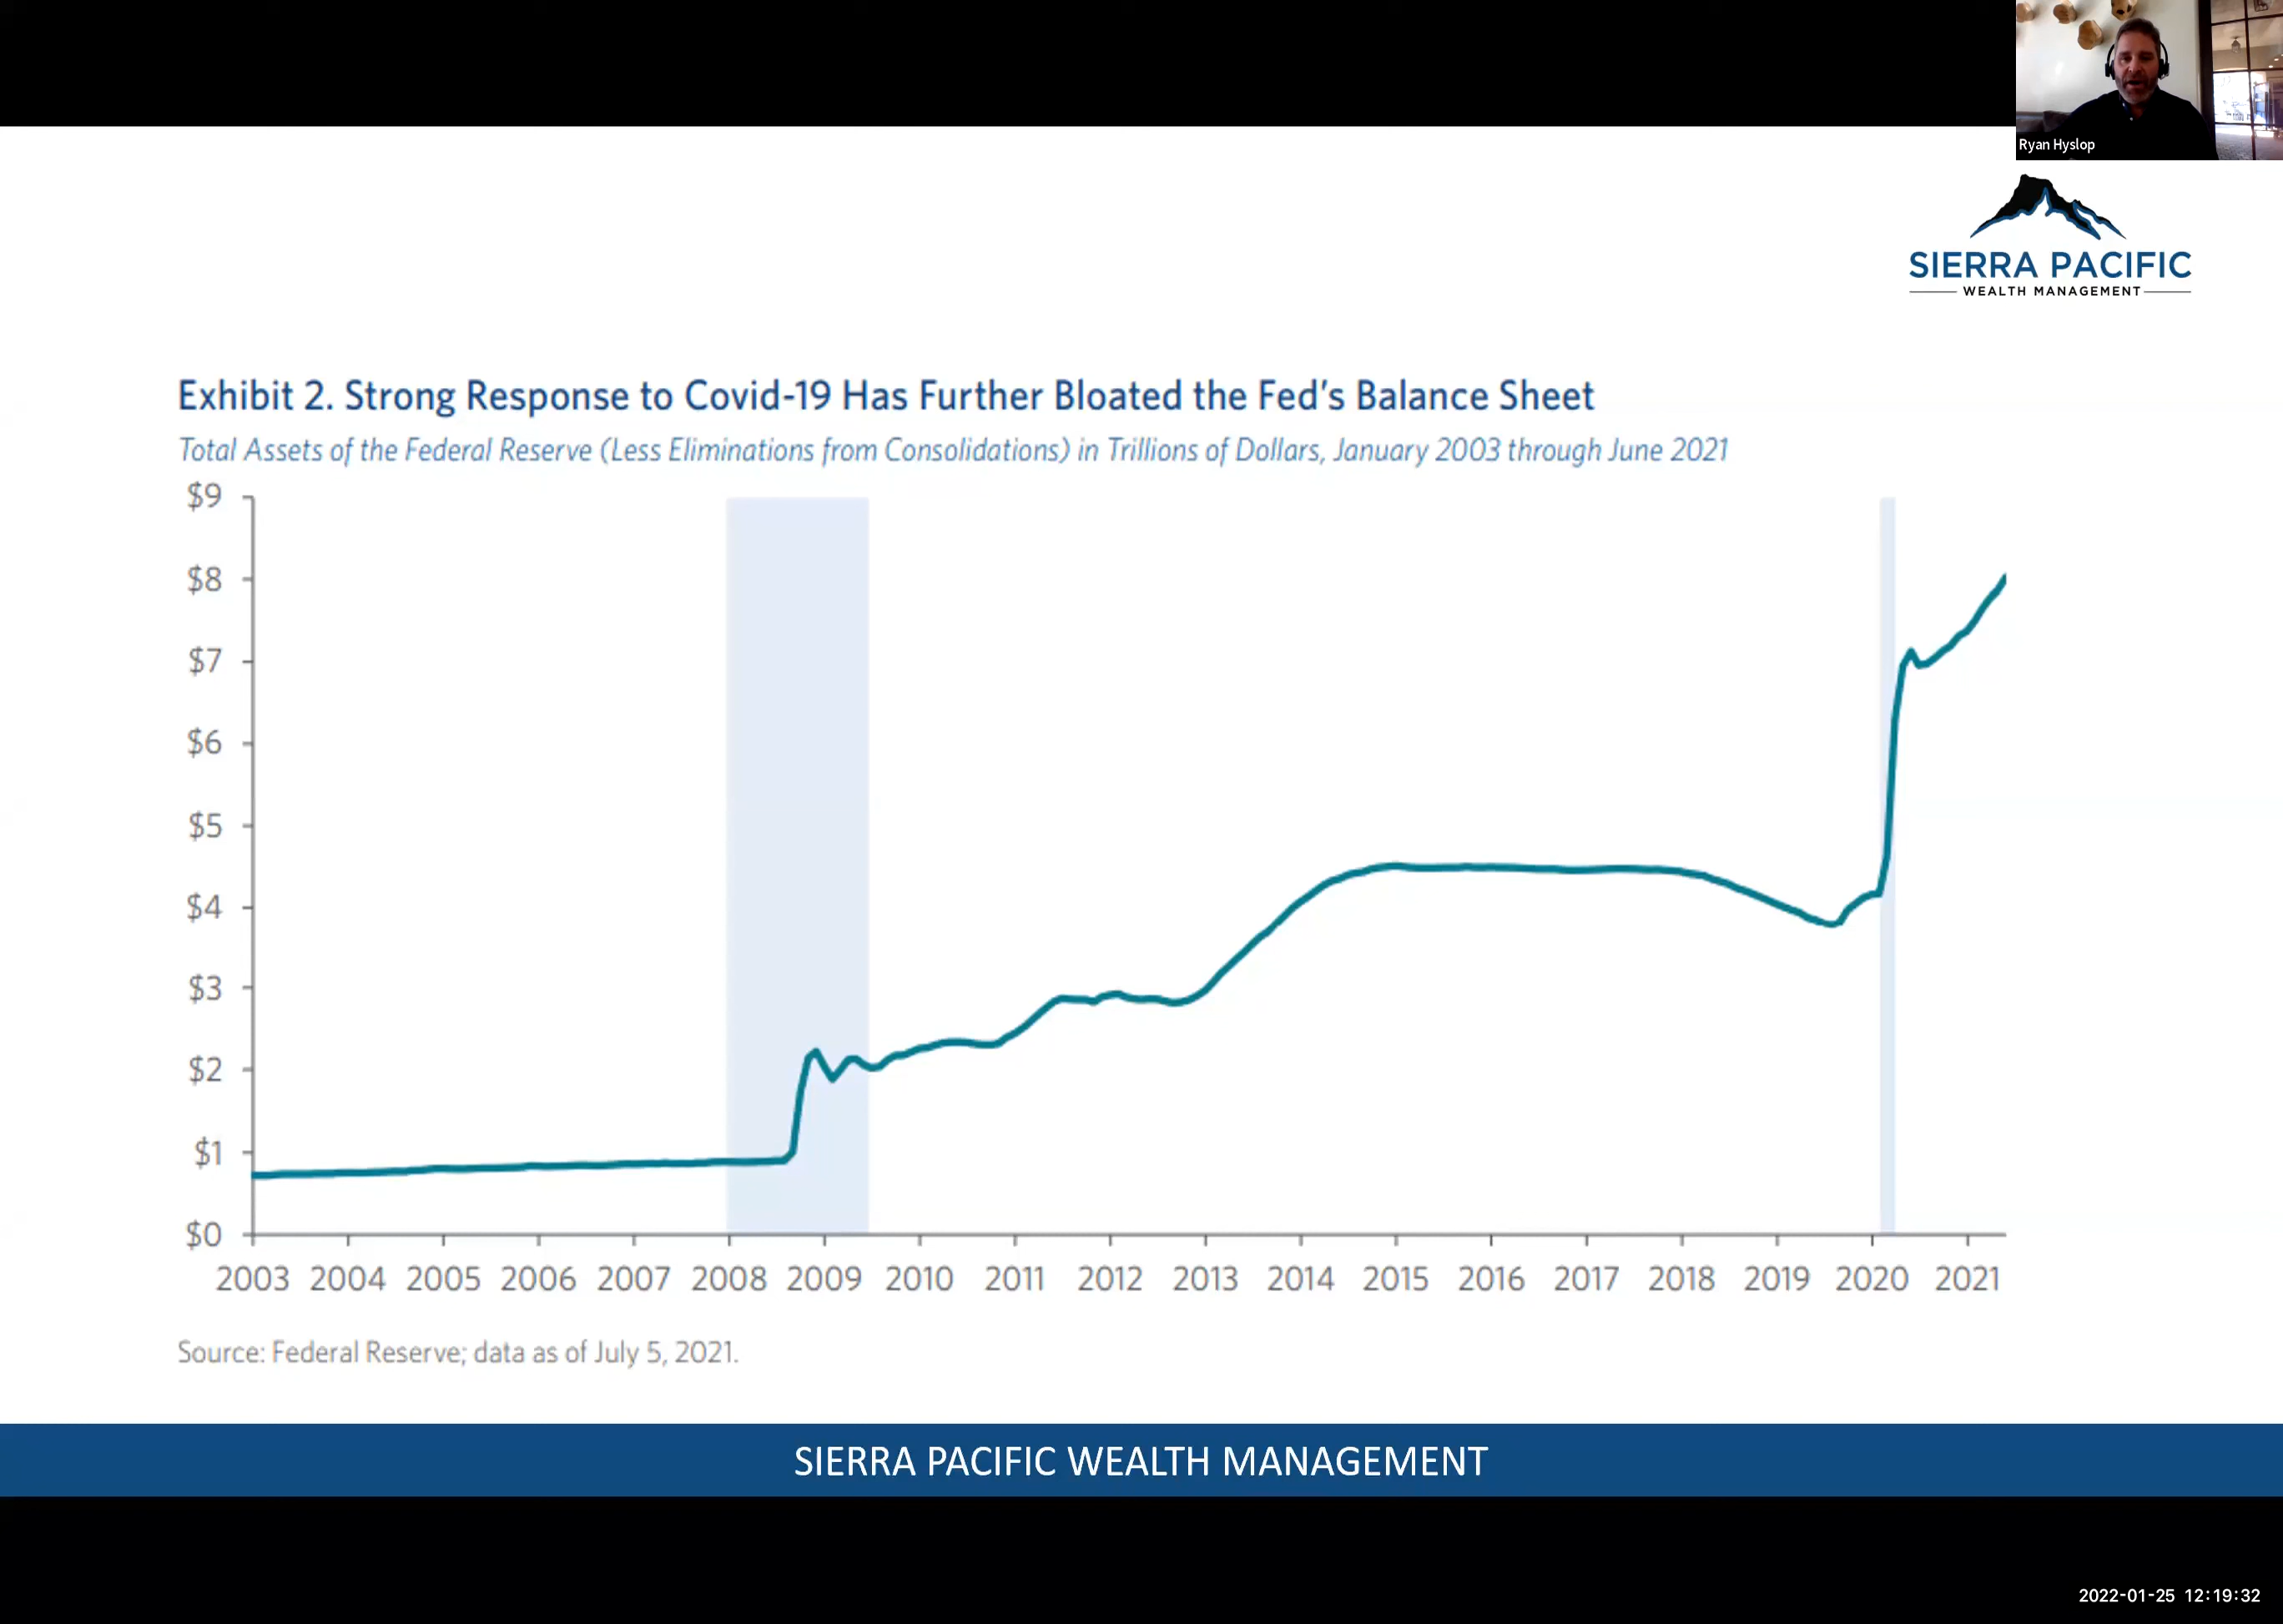 Ryan Hyslop
SIERRA PACIFIC
WEALTH MANAGEMENT
Exhibit 2. Strong Response to Covid-19 Has Further Bloated the Fed's Balance Sheet
Total Assets of the Federal Reserve (Less Eliminations from Consolidations) in Trillions of Dollars, January 2003 through June 2021
$9
$8
$7
$6
$5
$4
$3
$2
$1
$0
2003 2004 2005 2006 2007 2008 2009 2010 2011 2012 2013 2014 2015 2016 2017 2018 2019 2020 2021
Source: Federal Reserve; data as of July 5, 2021.
SIERRA PACIFIC WEALTH MANAGEMENT
2022-01-25 12:19:32